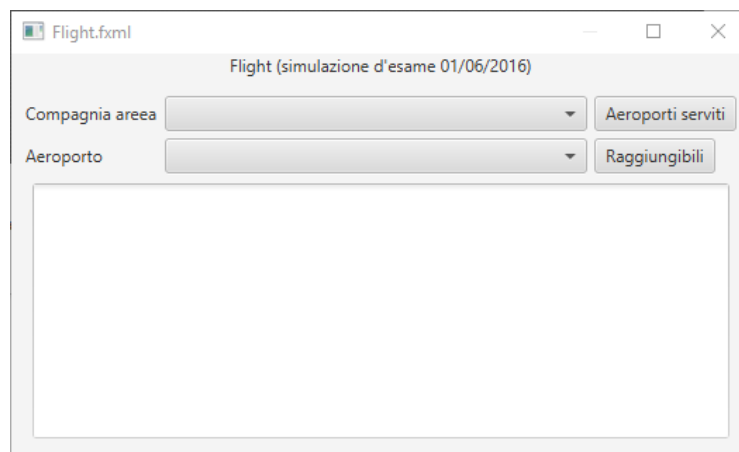 Flight.fxml
Flight (simulazione d'esame 01/06/2016)
Compagnia areea Aeroporti serviti
Aeroporto Raggiungibili